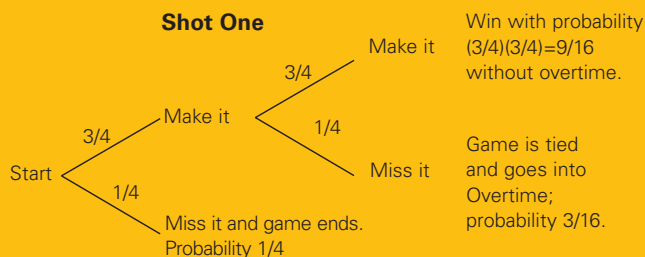 Shot One
Make it
Win with probability
(3/4)(3/4)=9/16
without overtime.
3/4
Make it
3/4
1/4
Start
Miss it
Game is tied
and goes into
Overtime;
probability 3/16.
1/4
Miss it and game ends.
Probability 1/4